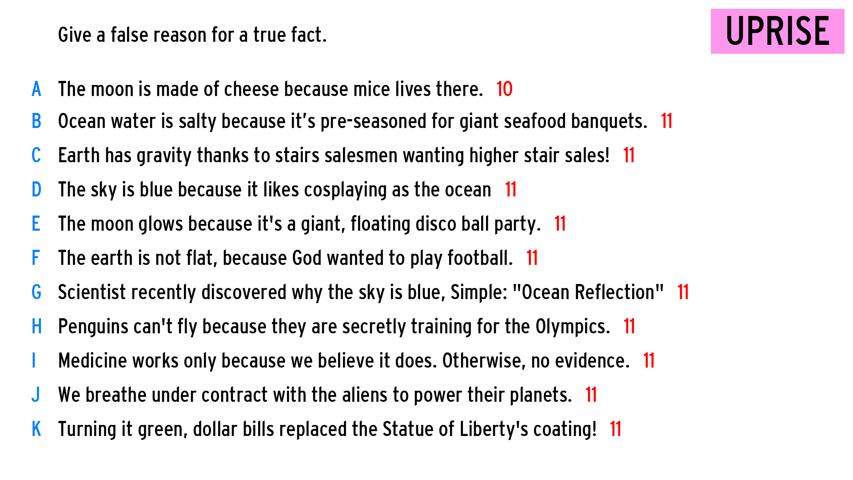 Give a false reason for a true fact.
UPRISE
A The moon is made of cheese because mice lives there. 10
B Ocean water is salty because it’s pre-seasoned for giant seafood banquets. 11
C Earth has gravity thanks to stairs salesmen wanting higher stair sales! 11
D The sky is blue because it likes cosplaying as the ocean 11
E The moon glows because it's a giant, floating disco ball party. 11
F The earth is not flat, because God wanted to play football. 11
G Scientist recently discovered why the sky is blue, Simple: "Ocean Reflection" 11
H Penguins can't fly because they are secretly training for the Olympics. 11
I Medicine works only because we believe it does. Otherwise, no evidence. 11
J We breathe under contract with the aliens to power their planets. 11
K Turning it green, dollar bills replaced the Statue of Liberty's coating! 11